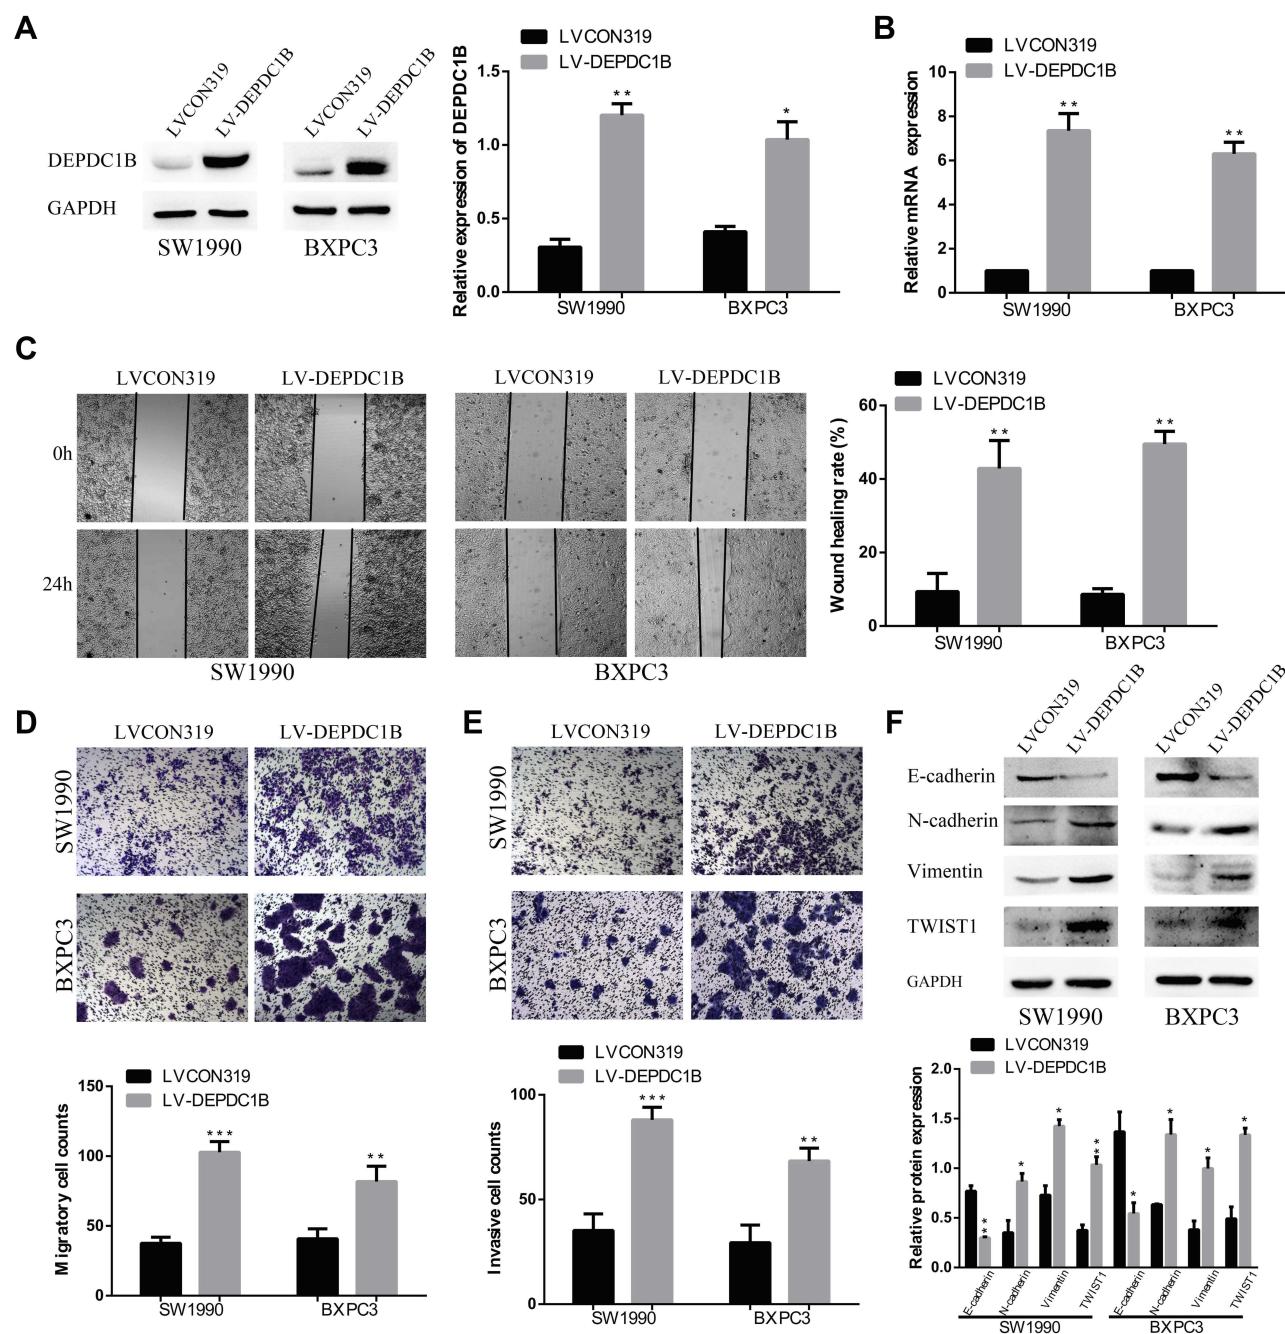 A
LVCON319
LV-DEPDC1B
LVCON319
LV-DEPDC1B
DEPDC1B
GAPDH
SW1990
BXPC3
LVCON319
LV-DEPDC1B
Relative expression of DEPDC1B
1.5
1.0
0.5
0.0
**
*
SW1990
BXPC3
B
LVCON319
LV-DEPDC1B
Relative mRNA expression
10
8
6
4
2
0
**
**
SW1990
BXPC3
C
LVCON319
LV-DEPDC1B
LVCON319
LV-DEPDC1B
0h
24h
SW1990
BXPC3
LVCON319
LV-DEPDC1B
Wound healing rate (%)
60
40
20
0
**
**
SW1990
BXPC3
D
LVCON319
LV-DEPDC1B
SW1990
BXPC3
LVCON319
LV-DEPDC1B
Migratory cell counts
150
100
50
0
***
**
SW1990
BXPC3
E
LVCON319
LV-DEPDC1B
SW1990
BXPC3
LVCON319
LV-DEPDC1B
Invasive cell counts
100
50
0
***
**
SW1990
BXPC3
F
LVCON319
LV-DEPDC1B
LVCON319
LV-DEPDC1B
E-cadherin
N-cadherin
Vimentin
TWIST1
GAPDH
SW1990
BXPC3
LVCON319
LV-DEPDC1B
Relative protein expression
2.0
1.5
1.0
0.5
0.0
**
*
*
**
*
*
*
*
E-cadherin
N-cadherin
Vimentin
TWIST1
E-cadherin
N-cadherin
Vimentin
TWIST1
SW1990
BXPC3